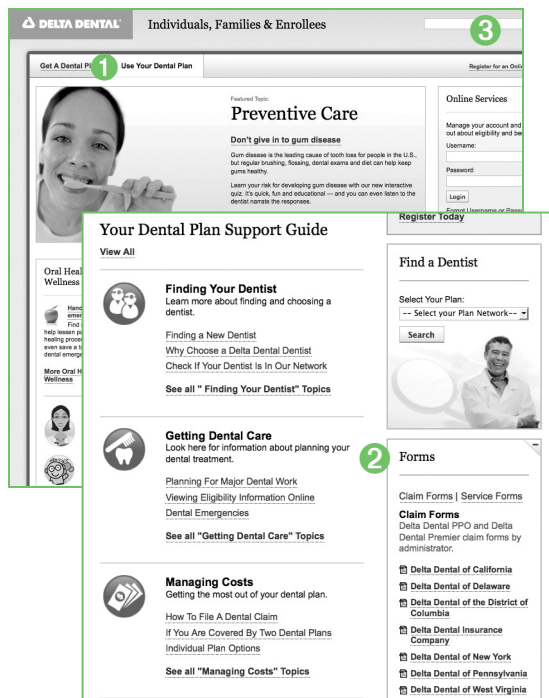 DELTA DENTAL
Individuals, Families & Enrollees
3
Get A Dental
1
Use Your Dental Plan
Register for an
Featured Topic:
Preventive Care
Don't give in to gum disease
Gum disease is the leading cause of tooth loss for people in the U.S.,
but regular brushing, flossing, dental exams and diet can help keep
gums healthy.
Learn your risk for developing gum disease with our new interactive
quiz. It's quick, fun and educational — and you can even listen to the
dentist narrate the responses.
Online Services
Manage your account and
out about eligibility and
Username:
Password:
Login
Register Today
Oral
Wellness
Find
help lessen
healing
even save a
dental
More Oral
Wellness
Your Dental Plan Support Guide
View All
Finding Your Dentist
Learn more about finding and choosing a
dentist.
Finding a New Dentist
Why Choose a Delta Dental Dentist
Check If Your Dentist Is In Our Network
See all " Finding Your Dentist" Topics
Getting Dental Care
Look here for information about planning your
dental treatment.
Planning For Major Dental Work
Viewing Eligibility Information Online
Dental Emergencies
See all "Getting Dental Care" Topics
Managing Costs
Getting the most out of your dental plan.
How To File A Dental Claim
If You Are Covered By Two Dental Plans
Individual Plan Options
See all "Managing Costs" Topics
Find a Dentist
Select Your Plan:
-- Select your Plan Network--
Search
2
Forms
Claim Forms | Service Forms
Claim Forms
Delta Dental PPO and Delta
Dental Premier claim forms by
administrator.
Delta Dental of California
Delta Dental of Delaware
Delta Dental of the District of
Columbia
Delta Dental Insurance
Company
Delta Dental of New York
Delta Dental of Pennsylvania
Delta Dental of West Virginia